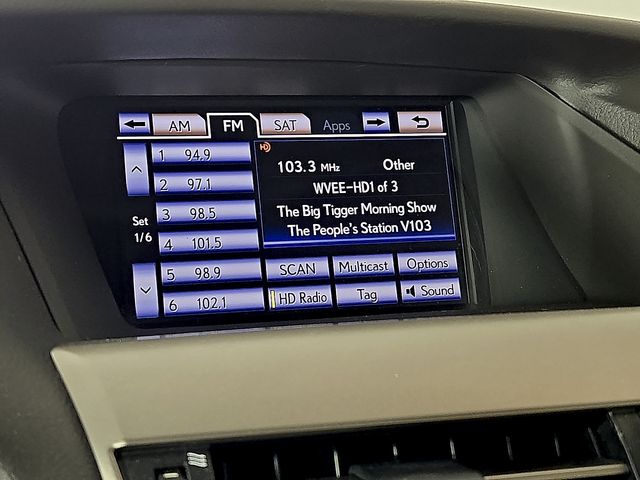 AM FM SAT Apps
1 94.9
2 97.1
3 98.5
4 101.5
5 98.9
6 102.1
Set
1/6
103.3 MHz Other
WVEE-HD1 of 3
The Big Tigger Morning Show
The People's Station V103
SCAN Multicast Options
HD Radio Tag Sound